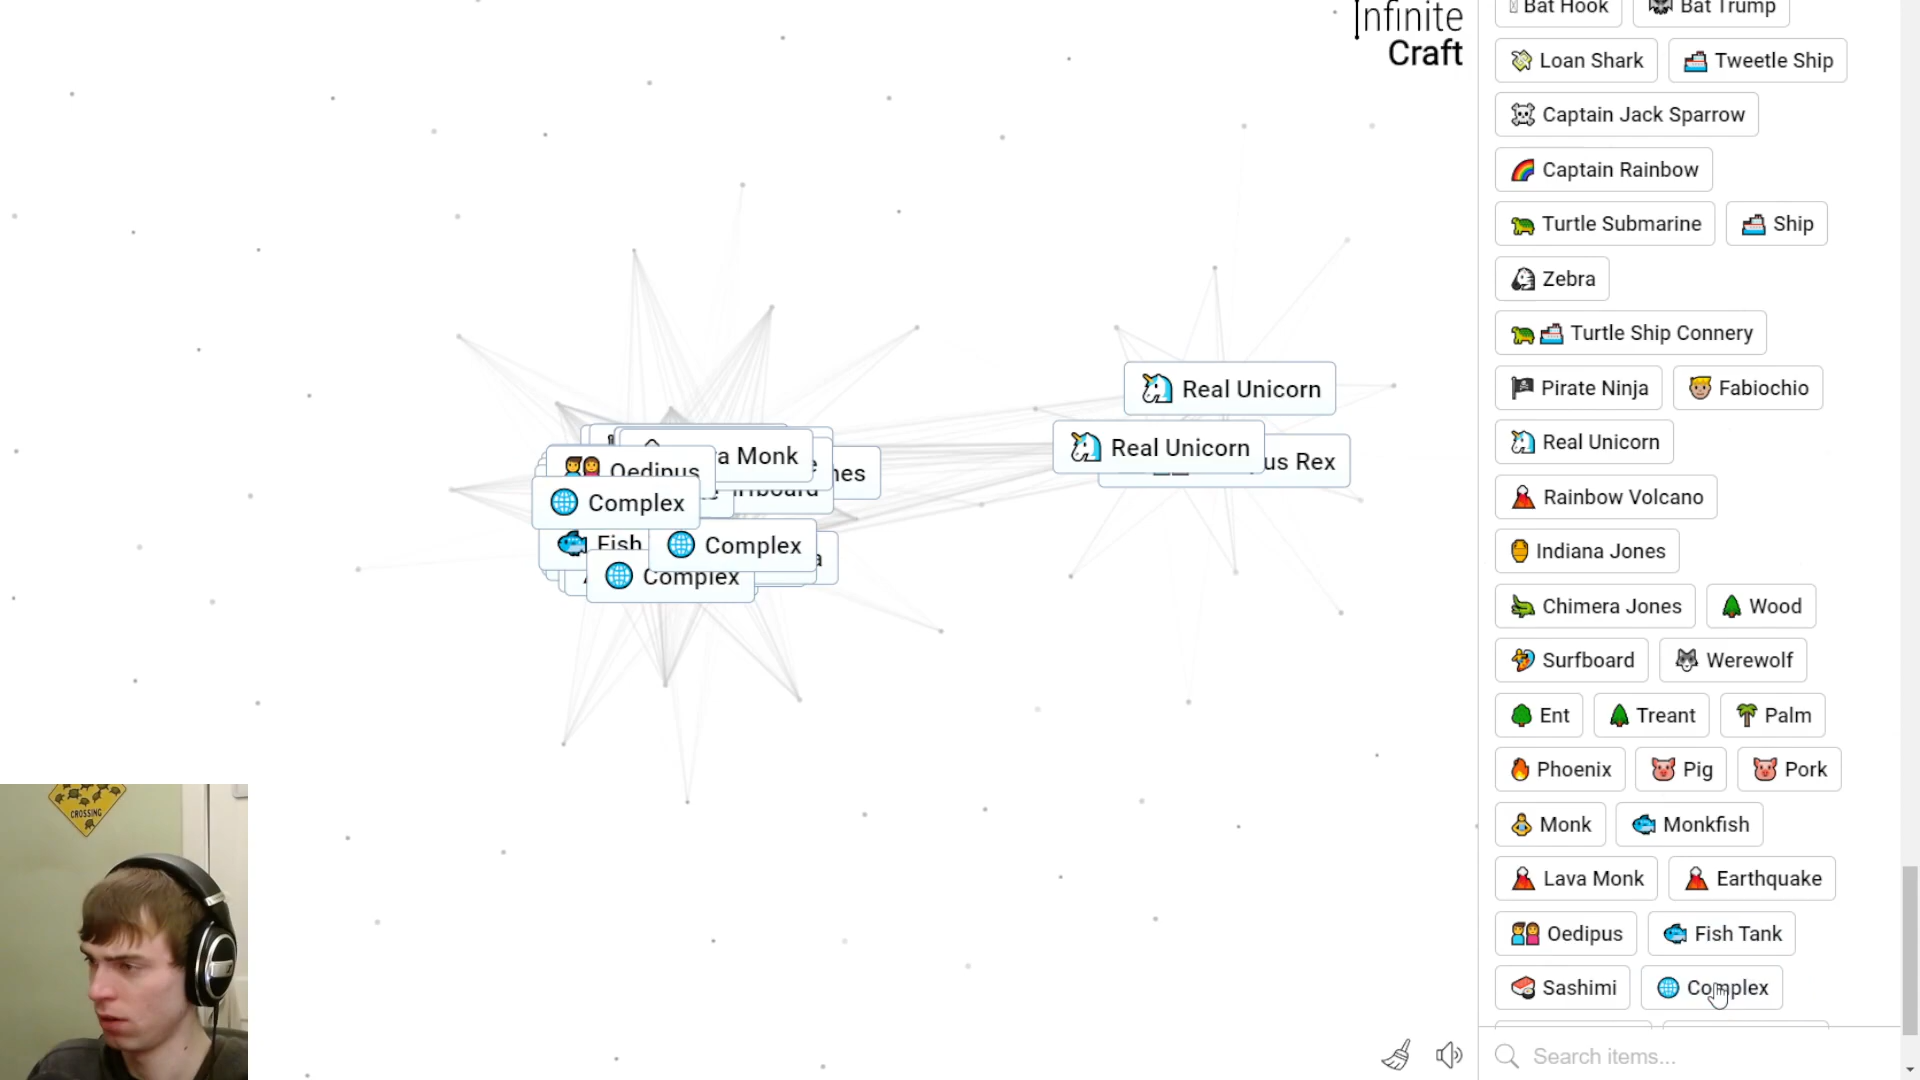 Infinite
Craft
Bat Hook
Bat Trump
Loan Shark
Tweetle Ship
Captain Jack Sparrow
Captain Rainbow
Turtle Submarine
Ship
Zebra
Turtle Ship Connery
Pirate Ninja
Fabiochio
Real Unicorn
Rainbow Volcano
Indiana Jones
Chimera Jones
Wood
Surfboard
Werewolf
Ent
Treant
Palm
Phoenix
Pig
Pork
Monk
Monkfish
Lava Monk
Earthquake
Oedipus
Fish Tank
Sashimi
Complex
Search items...
Real Unicorn
Real Unicorn
us Rex
a Monk
Oedipus
nes
Complex
Fish
Complex
Complex
CROSSING